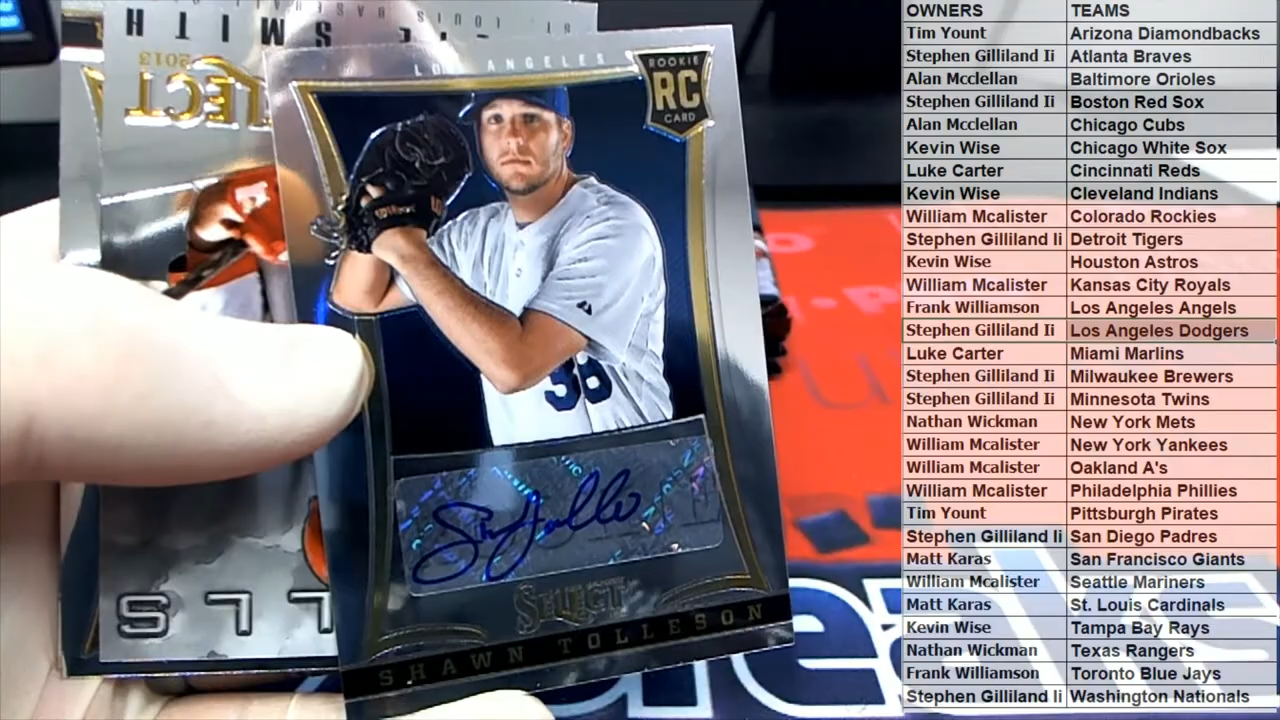 SMITH
2013
SELECT
LOS ANGELES
ROOKIE
RC
CARD
38
SELECT
SHAWN TOLLESON
OWNERS TEAMS
Tim Yount Arizona Diamondbacks
Stephen Gilliland Ii Atlanta Braves
Alan Mcclellan Baltimore Orioles
Stephen Gilliland Ii Boston Red Sox
Alan Mcclellan Chicago Cubs
Kevin Wise Chicago White Sox
Luke Carter Cincinnati Reds
Kevin Wise Cleveland Indians
William Mcalister Colorado Rockies
Stephen Gilliland Ii Detroit Tigers
Kevin Wise Houston Astros
William Mcalister Kansas City Royals
Frank Williamson Los Angeles Angels
Stephen Gilliland Ii Los Angeles Dodgers
Luke Carter Miami Marlins
Stephen Gilliland Ii Milwaukee Brewers
Stephen Gilliland Ii Minnesota Twins
Nathan Wickman New York Mets
William Mcalister New York Yankees
William Mcalister Oakland A's
William Mcalister Philadelphia Phillies
Tim Yount Pittsburgh Pirates
Stephen Gilliland Ii San Diego Padres
Matt Karas San Francisco Giants
William Mcalister Seattle Mariners
Matt Karas St. Louis Cardinals
Kevin Wise Tampa Bay Rays
Nathan Wickman Texas Rangers
Frank Williamson Toronto Blue Jays
Stephen Gilliland Ii Washington Nationals